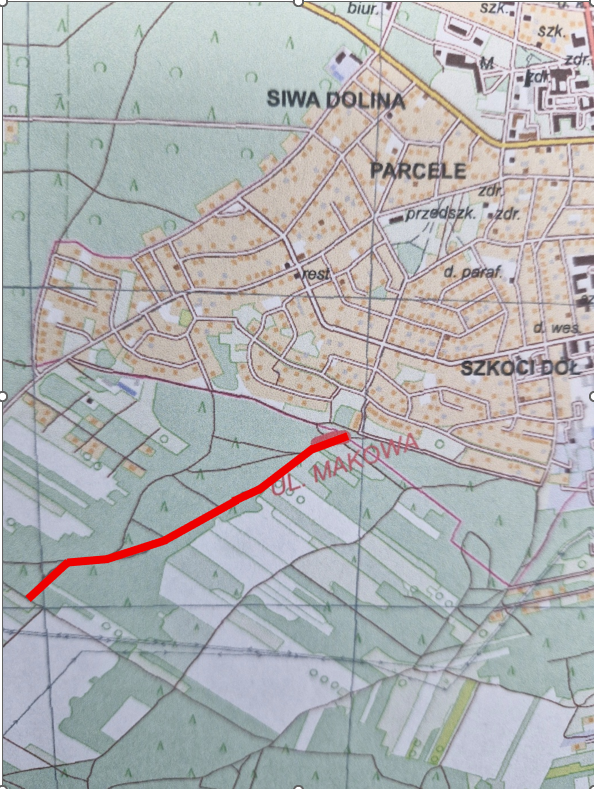 biur.
szk.
szk.
zdr.
M
zdr.
SIWA DOLINA
PARCELE
zdr.
przedszk.
zdr.
rest
d. paraf.
d. wes.
SZKOCI DÓŁ
UL. MAKOWA